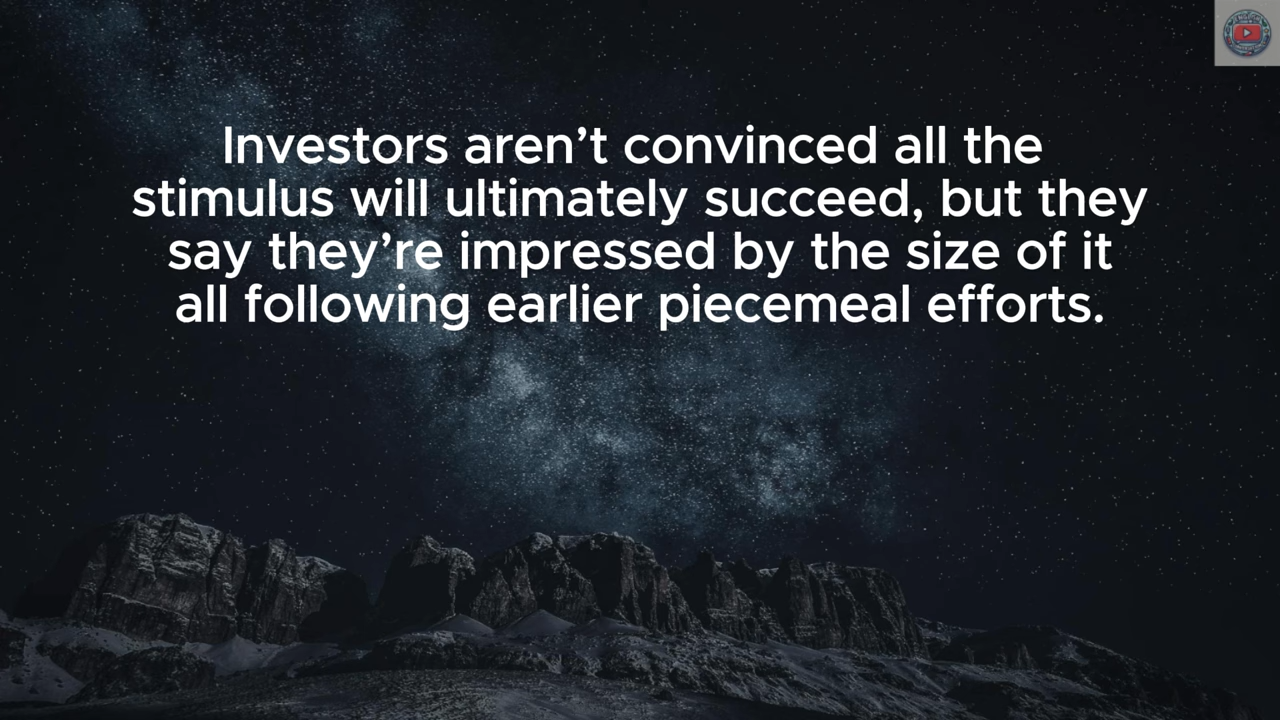 Investors aren’t convinced all the
stimulus will ultimately succeed, but they
say they’re impressed by the size of it
all following earlier piecemeal efforts.